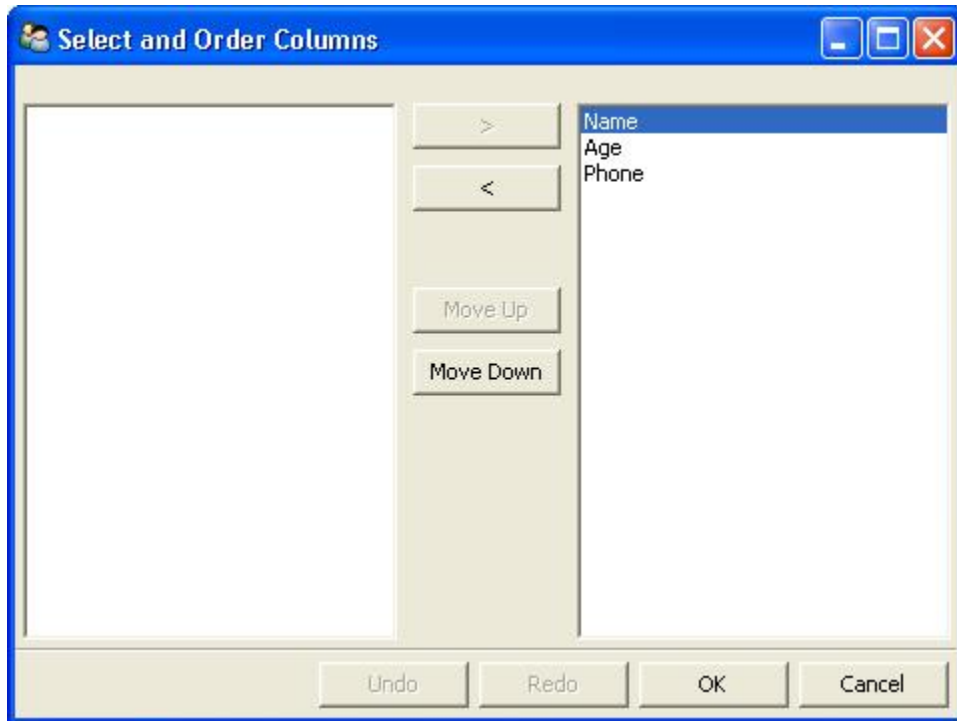 Select and Order Columns
>
<
Move Up
Move Down
Name
Age
Phone
Undo
Redo
OK
Cancel